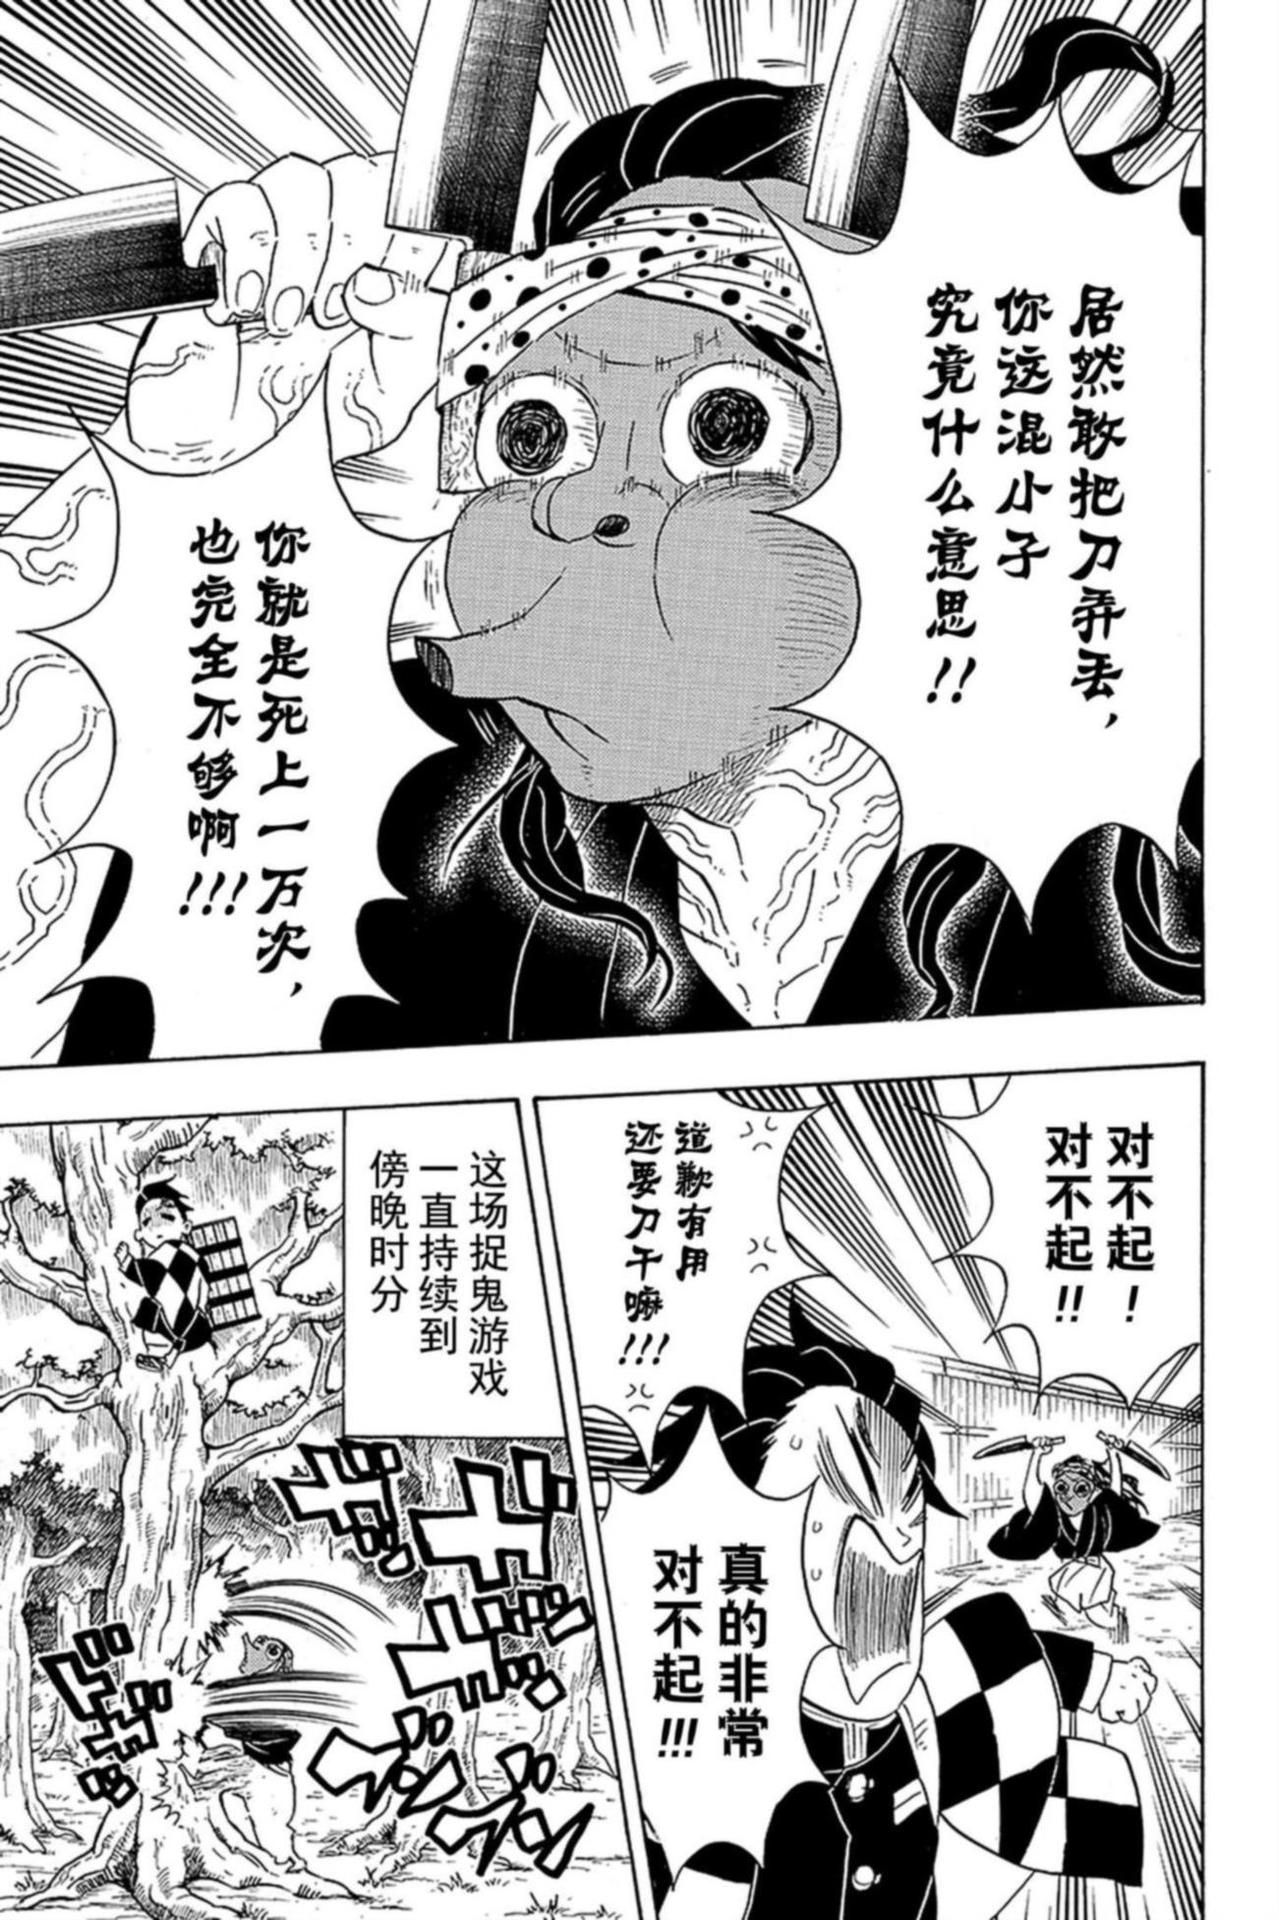 居然敢把刀弄丢，
你这混小子
究竟什么意思！！
你就是死上一万次，
也完全不够啊！！！
对不起！
对不起！！
道歉有用
还要刀干嘛！！！
真的非常
对不起！！！
这场捉鬼游戏
一直持续到
傍晚时分